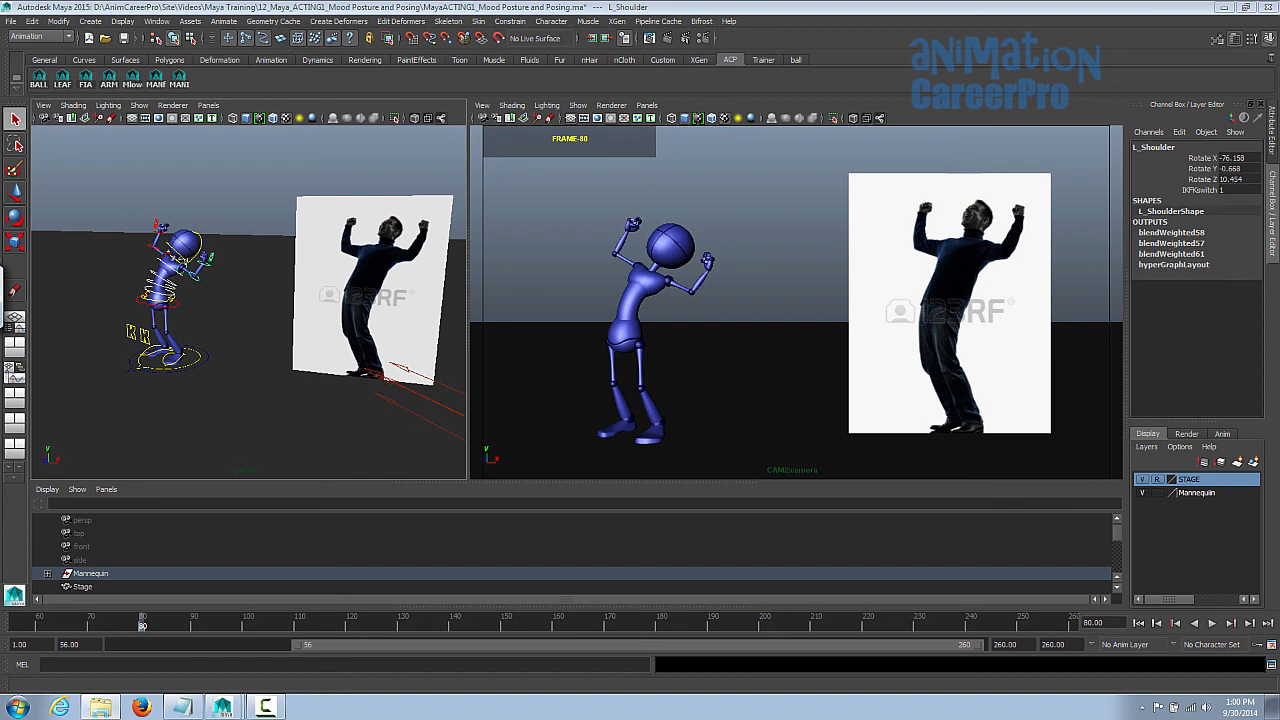 Autodesk Maya 2015: D:\AnimCareerPro\Site\Videos\Maya Training\12_Maya_ACTING1_Mood Posture and Posing\MayaACTING1_Mood Posture and Posing.ma* --- L_Shoulder
File Edit Modify Create Display Window Assets Animate Geometry Cache Create Deformers Edit Deformers Skeleton Skin Constrain Character Muscle XGen Pipeline Cache Bifrost Help
Animation No Live Surface
General Curves Surfaces Polygons Deformation Animation Dynamics Rendering PaintEffects Toon Muscle Fluids Fur nHair nCloth Custom XGen ACP Trainer ball
BALL LEAF FIA ARM Mlow MANF MANI
ANiMATiON
CareerPro
View Shading Lighting Show Renderer Panels
View Shading Lighting Show Renderer Panels
FRAME-80
123RF
123RF
CAM2:camera
Channel Box / Layer Editor
Channels Edit Object Show
L_Shoulder
Rotate X -76.158
Rotate Y -0.668
Rotate Z 10.454
IKFKswitch 1
SHAPES
L_ShoulderShape
OUTPUTS
blendWeighted58
blendWeighted57
blendWeighted61
hyperGraphLayout
Attribute Editor
Channel Box / Layer Editor
Display Render Anim
Layers Options Help
V R STAGE
V Mannequin
Display Show Panels
persp
top
front
side
Mannequin
Stage
60 70 80 90 100 110 120 130 140 150 160 170 180 190 200 210 220 230 240 250 260
80
80.00
1.00 56.00 56 260 260.00 260.00 No Anim Layer No Character Set
MEL
1:00 PM
9/30/2014